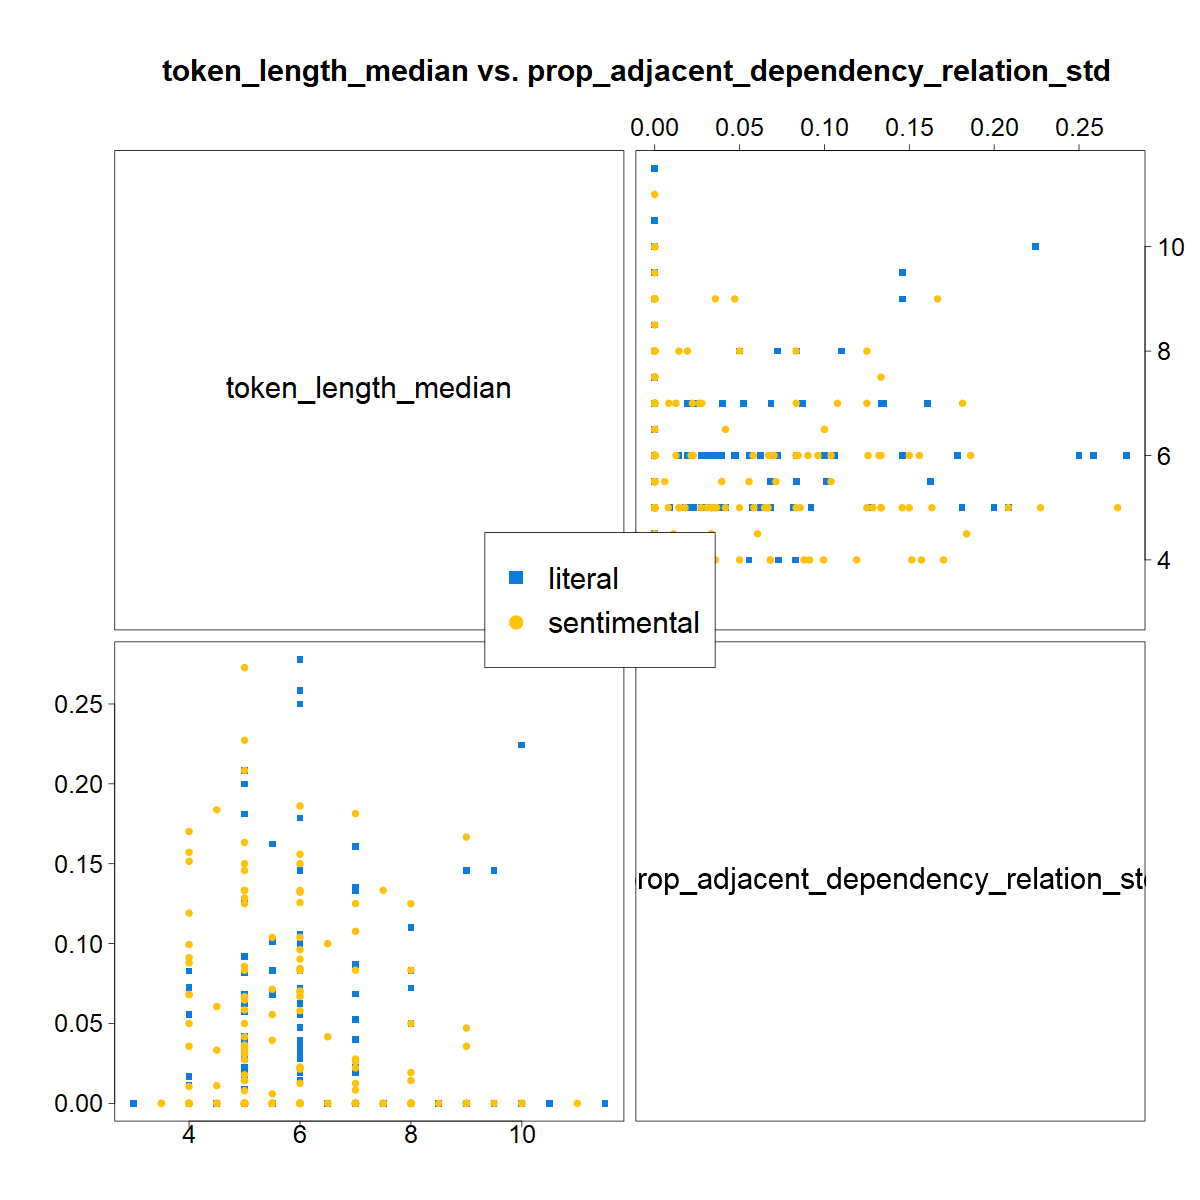 token_length_median vs. prop_adjacent_dependency_relation_std
0.00 0.05 0.10 0.15 0.20 0.25
token_length_median
10
8
6
4
literal
sentimental
0.25
0.20
0.15
0.10
0.05
0.00
rop_adjacent_dependency_relation_st
4 6 8 10